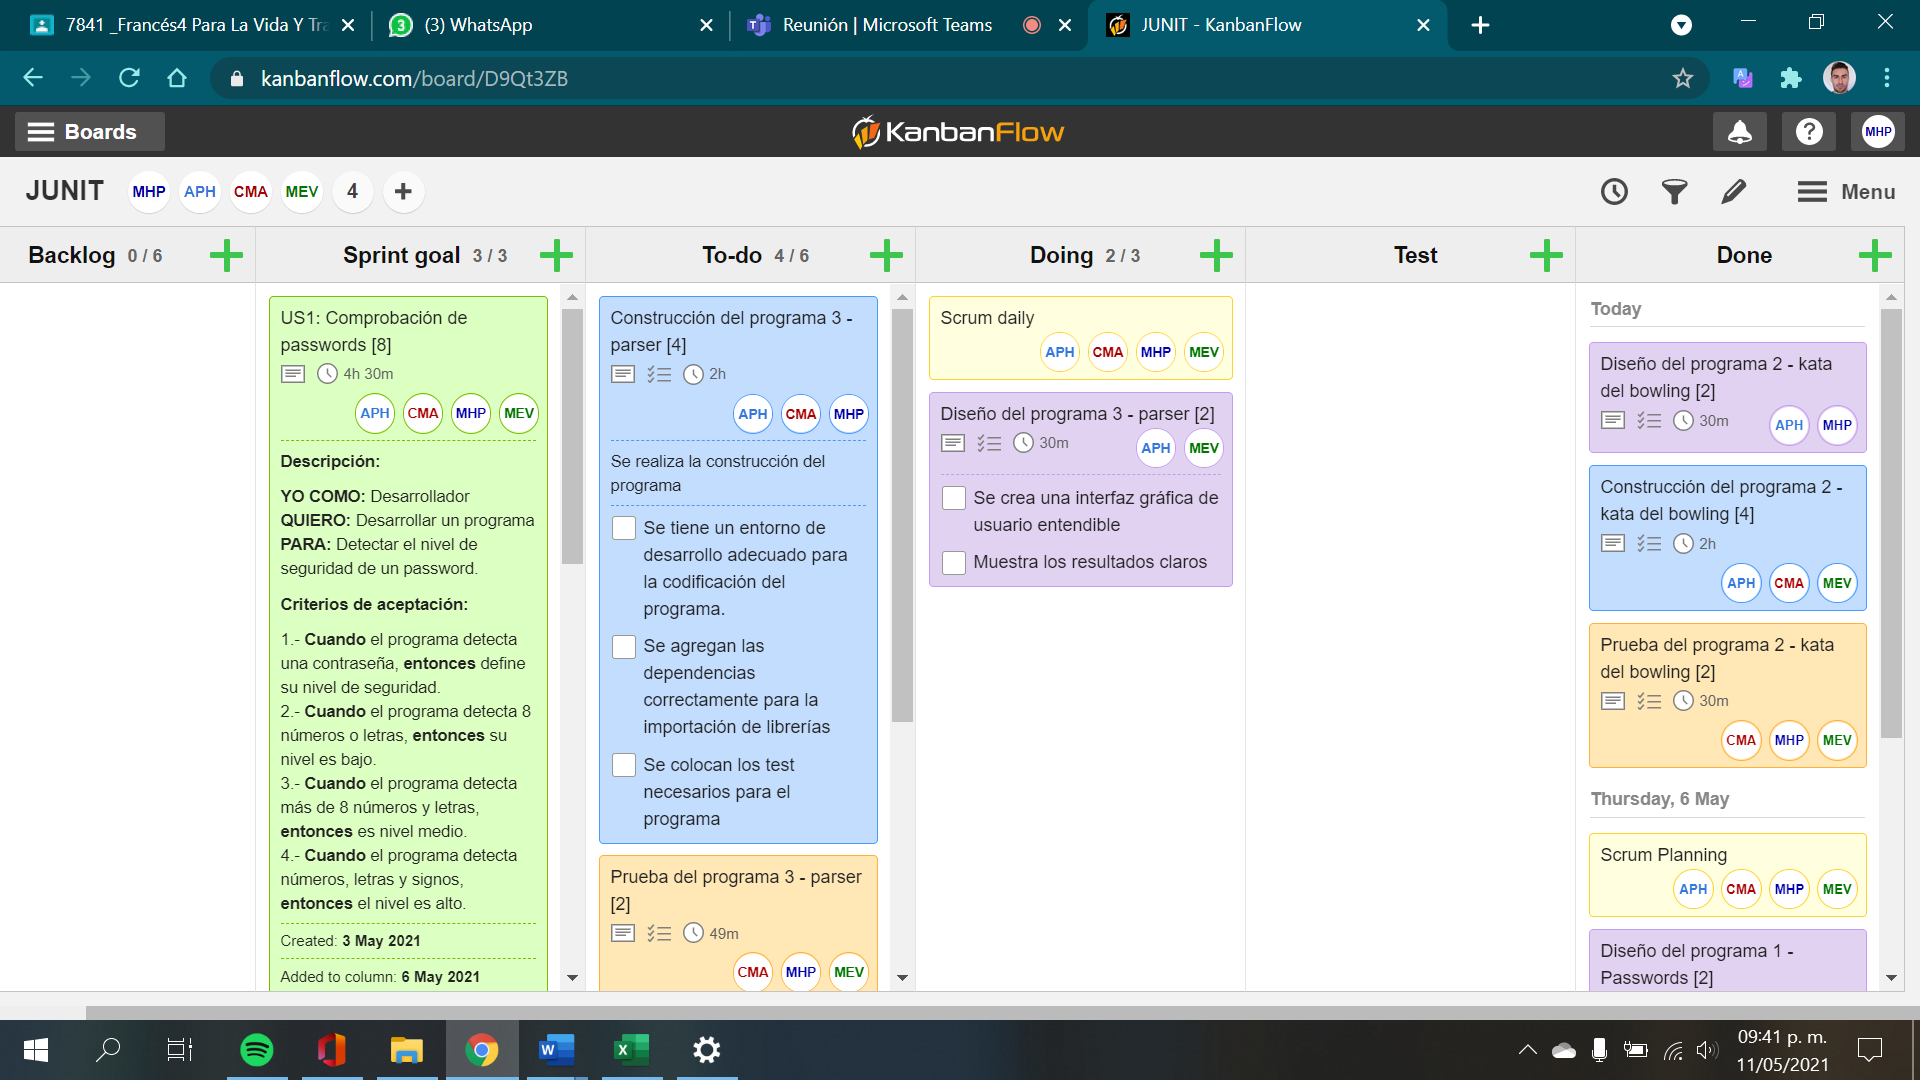 7841 _Francés4 Para La Vida Y Tra
(3) WhatsApp
Reunión | Microsoft Teams
JUNIT - KanbanFlow
kanbanflow.com/board/D9Qt3ZB
Boards
KanbanFlow
MHP
JUNIT
MHP APH CMA MEV 4
Menu
Backlog 0 / 6
Sprint goal 3 / 3
To-do 4 / 6
Doing 2 / 3
Test
Done
US1: Comprobación de
passwords [8]
4h 30m
APH CMA MHP MEV
Descripción:
YO COMO: Desarrollador
QUIERO: Desarrollar un programa
PARA: Detectar el nivel de
seguridad de un password.
Criterios de aceptación:
1.- Cuando el programa detecta
una contraseña, entonces define
su nivel de seguridad.
2.- Cuando el programa detecta 8
números o letras, entonces su
nivel es bajo.
3.- Cuando el programa detecta
más de 8 números y letras,
entonces es nivel medio.
4.- Cuando el programa detecta
números, letras y signos,
entonces el nivel es alto.
Created: 3 May 2021
Added to column: 6 May 2021
Construcción del programa 3 -
parser [4]
2h
APH CMA MHP
Se realiza la construcción del
programa
Se tiene un entorno de
desarrollo adecuado para
la codificación del
programa.
Se agregan las
dependencias
correctamente para la
importación de librerías
Se colocan los test
necesarios para el
programa
Prueba del programa 3 - parser
[2]
49m
CMA MHP MEV
Scrum daily
APH CMA MHP MEV
Diseño del programa 3 - parser [2]
30m
APH MEV
Se crea una interfaz gráfica de
usuario entendible
Muestra los resultados claros
Today
Diseño del programa 2 - kata
del bowling [2]
30m
APH MHP
Construcción del programa 2 -
kata del bowling [4]
2h
APH CMA MEV
Prueba del programa 2 - kata
del bowling [2]
30m
CMA MHP MEV
Thursday, 6 May
Scrum Planning
APH CMA MHP MEV
Diseño del programa 1 -
Passwords [2]
09:41 p. m.
11/05/2021